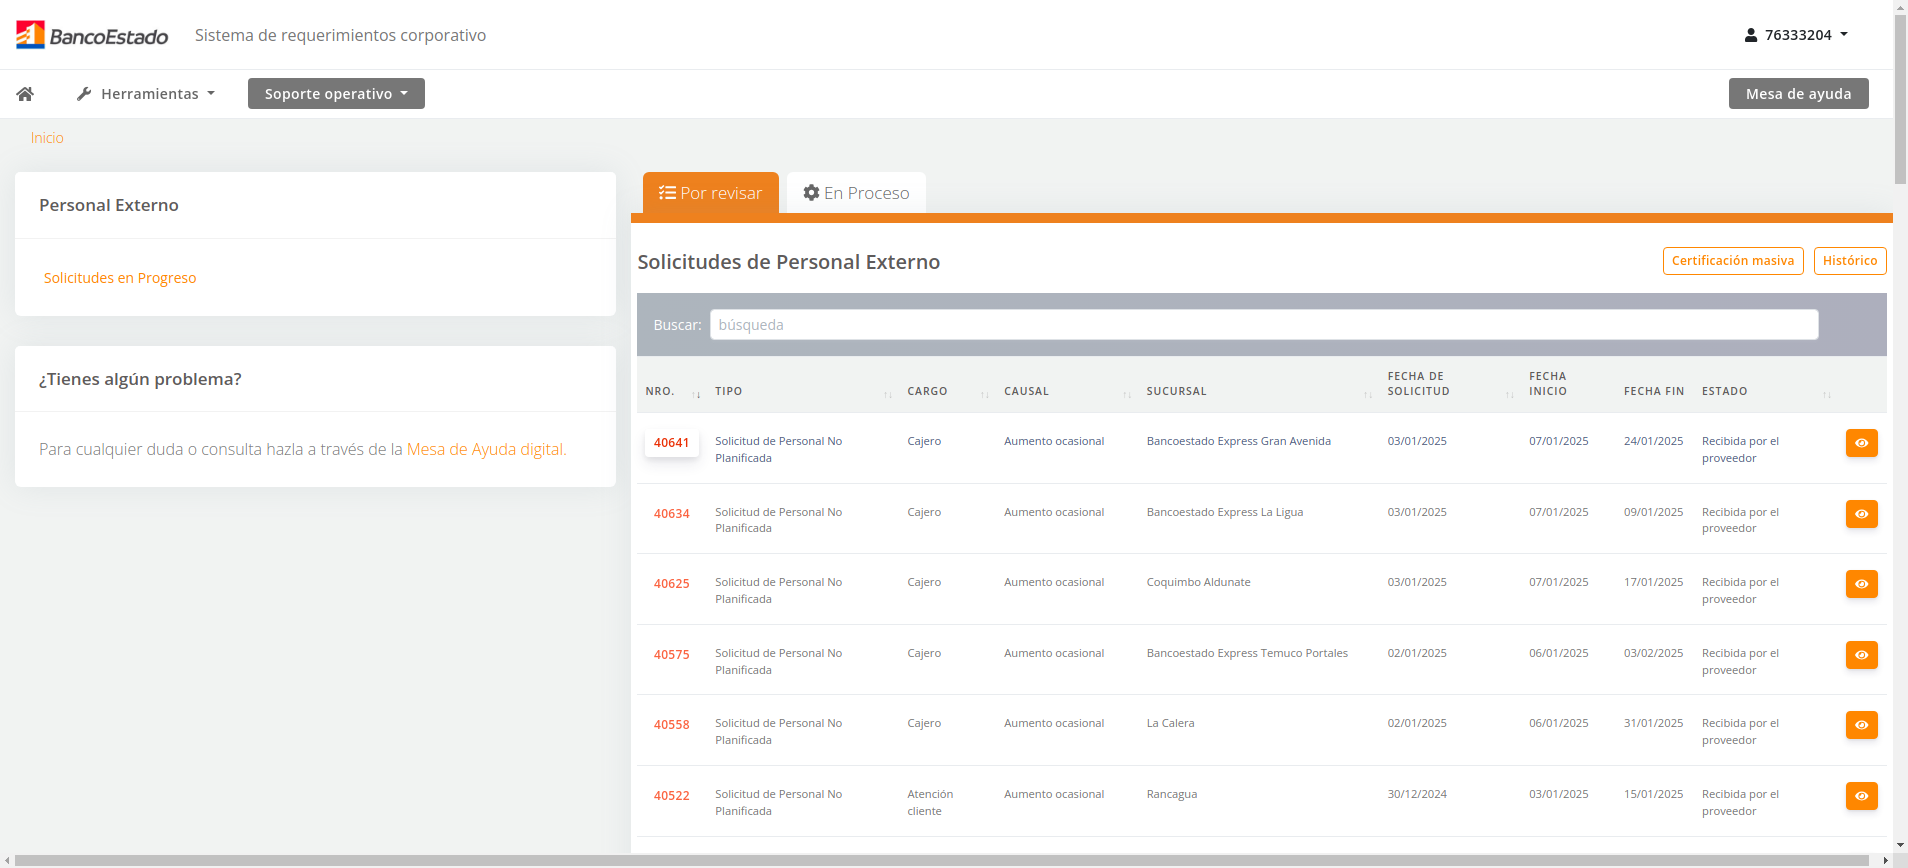 BancoEstado
Sistema de requerimientos corporativo
76333204
Herramientas
Soporte operativo
Mesa de ayuda
Inicio
Personal Externo
Solicitudes en Progreso
¿Tienes algún problema?
Para cualquier duda o consulta hazla a través de la Mesa de Ayuda digital.
Por revisar
En Proceso
Solicitudes de Personal Externo
Certificación masiva
Histórico
Buscar: búsqueda
NRO. TIPO CARGO CAUSAL SUCURSAL FECHA DE SOLICITUD FECHA INICIO FECHA FIN ESTADO
40641 Solicitud de Personal No Planificada Cajero Aumento ocasional Bancoestado Express Gran Avenida 03/01/2025 07/01/2025 24/01/2025 Recibida por el proveedor
40634 Solicitud de Personal No Planificada Cajero Aumento ocasional Bancoestado Express La Ligua 03/01/2025 07/01/2025 09/01/2025 Recibida por el proveedor
40625 Solicitud de Personal No Planificada Cajero Aumento ocasional Coquimbo Aldunate 03/01/2025 07/01/2025 17/01/2025 Recibida por el proveedor
40575 Solicitud de Personal No Planificada Cajero Aumento ocasional Bancoestado Express Temuco Portales 02/01/2025 06/01/2025 03/02/2025 Recibida por el proveedor
40558 Solicitud de Personal No Planificada Cajero Aumento ocasional La Calera 02/01/2025 06/01/2025 31/01/2025 Recibida por el proveedor
40522 Solicitud de Personal No Planificada Atención cliente Aumento ocasional Rancagua 30/12/2024 03/01/2025 15/01/2025 Recibida por el proveedor